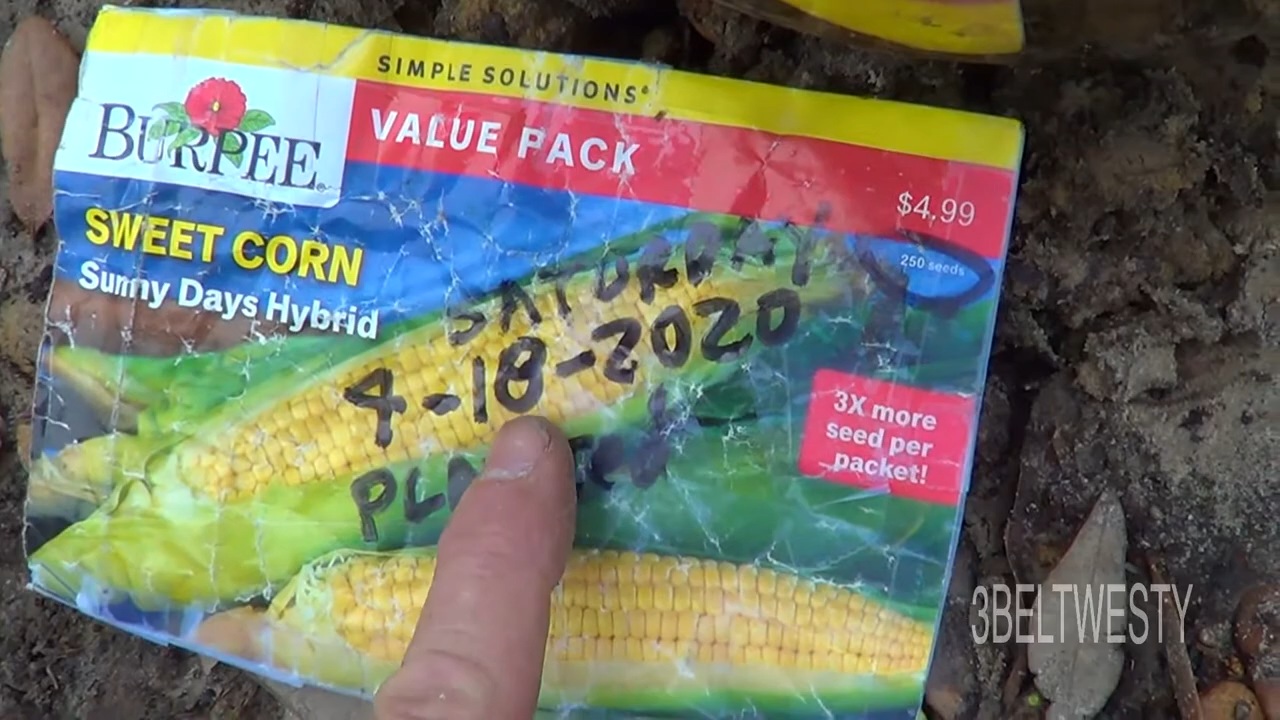 SIMPLE SOLUTIONS®
BURPEE®
VALUE PACK
$4.99
250 seeds
SWEET CORN
Sunny Days Hybrid
SATURDAY
4-18-2020
3X more
seed per
packet!
3BELTWESTY